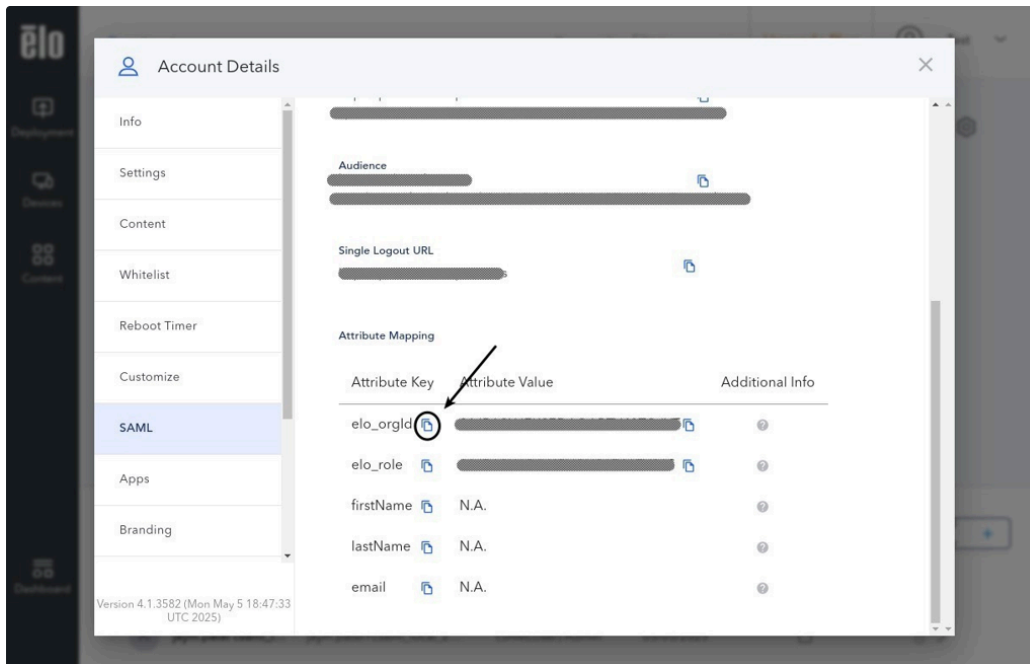 ēlo
Account Details
Deployment
Devices
Content
Dashboard
Info
Settings
Content
Whitelist
Reboot Timer
Customize
SAML
Apps
Branding
Version 4.1.3582 (Mon May 5 18:47:33
UTC 2025)
Audience
Single Logout URL
Attribute Mapping
Attribute Key Attribute Value Additional Info
elo_orgId
elo_role
firstName N.A.
lastName N.A.
email N.A.